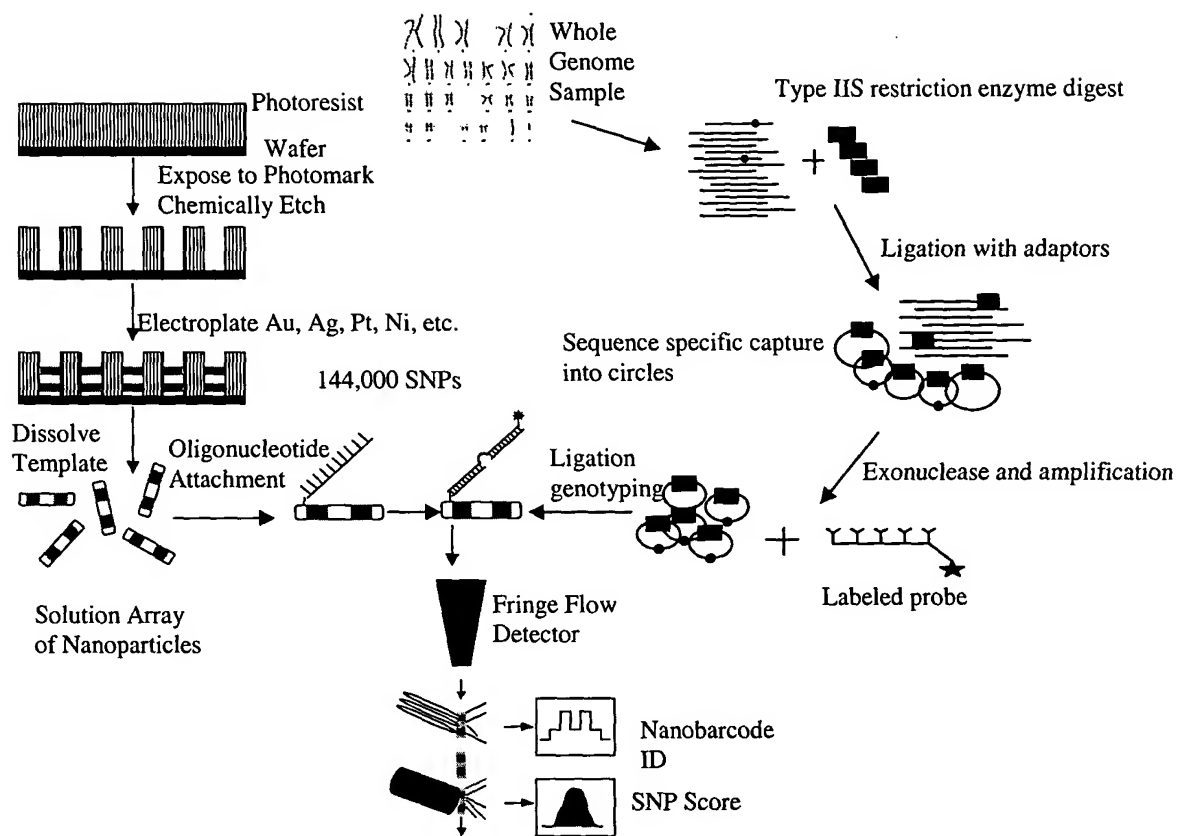 Whole
Genome
Sample
Type IIS restriction enzyme digest
Photoresist
Wafer
Expose to Photomark
Chemically Etch
Ligation with adaptors
Electroplate Au, Ag, Pt, Ni, etc.
Sequence specific capture
into circles
144,000 SNPs
Dissolve
Template
Oligonucleotide
Attachment
Ligation
genotyping
Exonuclease and amplification
Labeled probe
Solution Array
of Nanoparticles
Fringe Flow
Detector
Nanobarcode
ID
SNP Score